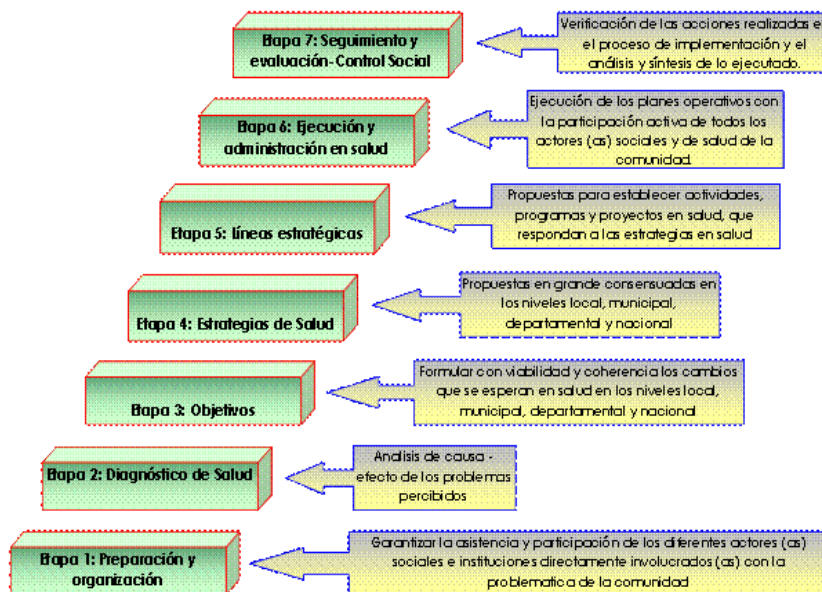 Etapa 7: Seguimiento y
evaluación-Control Social
Verificación de las acciones realizadas e
el proceso de implementación y el
análisis y síntesis de lo ejecutado.
Etapa 6: Ejecución y
administración en salud
Ejecución de los planes operativos con
la participación activa de todos los
actores (as) sociales y de salud de la
comunidad.
Etapa 5: Líneas estratégicas
Propuestas para establecer actividades,
programas y proyectos en salud, que
respondan a las estrategias en salud
Etapa 4: Estrategias de Salud
Propuestas en grande consensuadas en
los niveles local, municipal,
departamental y nacional
Etapa 3: Objetivos
Formular con viabilidad y coherencia los cambios
que se esperan en salud en los niveles local,
municipal, departamental y nacional
Etapa 2: Diagnóstico de Salud
Analisis de causa -
efecto de los problemas
percibidos
Etapa 1: Preparación y
organización
Garantizar la asistencia y participación de los diferentes actores (as)
sociales e instituciones directamente involucrados (as) con la
problematica de la comunidad